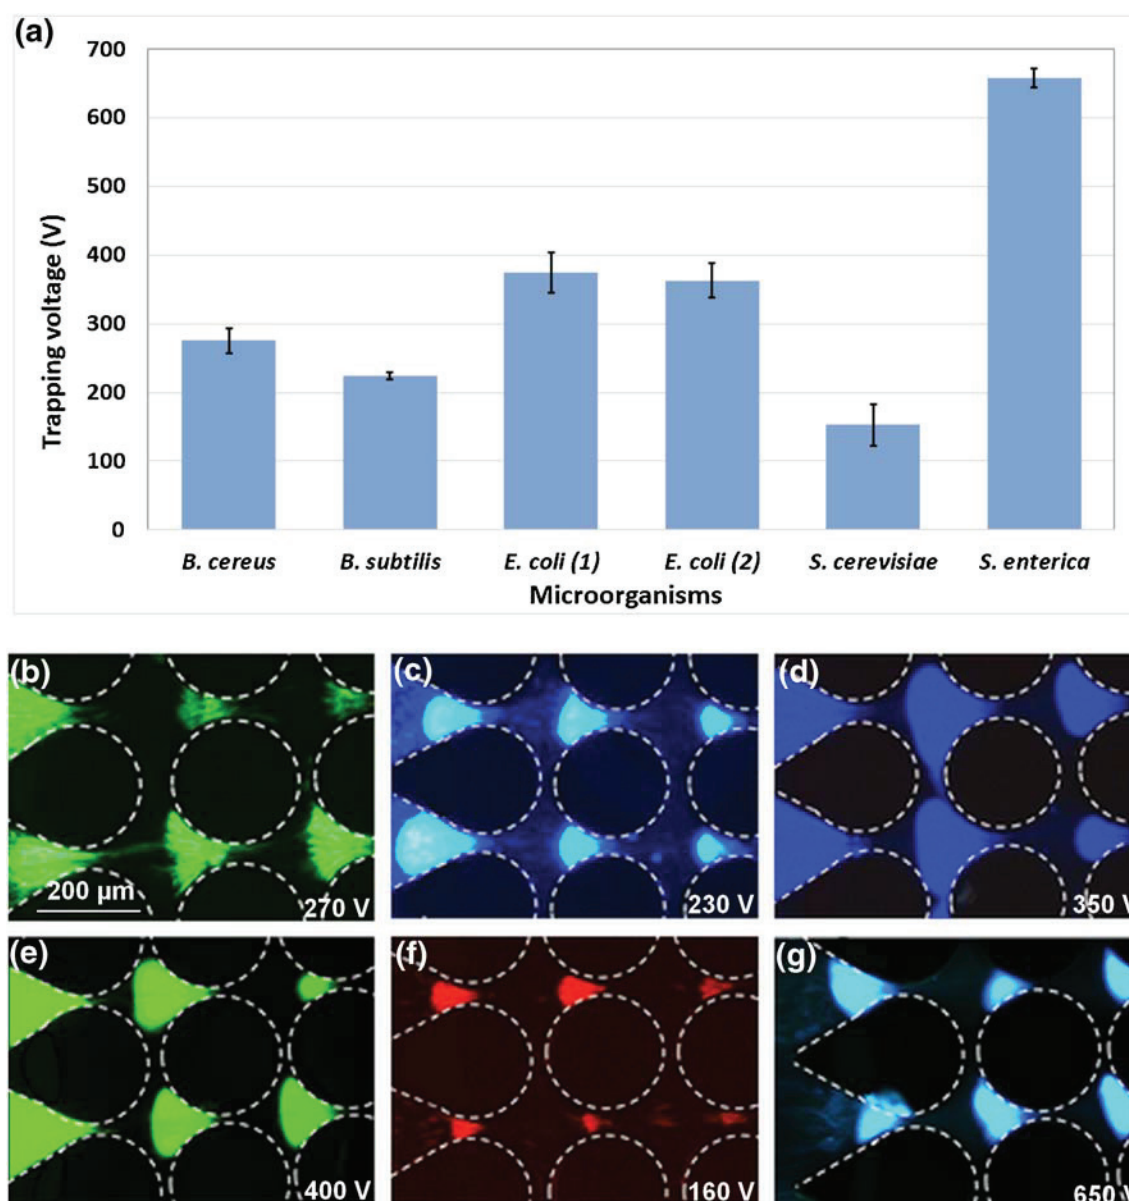 (a)
700
600
500
400
300
200
100
0
Trapping voltage (V)
B. cereus B. subtilis E. coli (1) E. coli (2) S. cerevisiae S. enterica
Microorganisms
(b)
200 µm
270 V
(c)
230 V
(d)
350 V
(e)
400 V
(f)
160 V
(g)
650 V